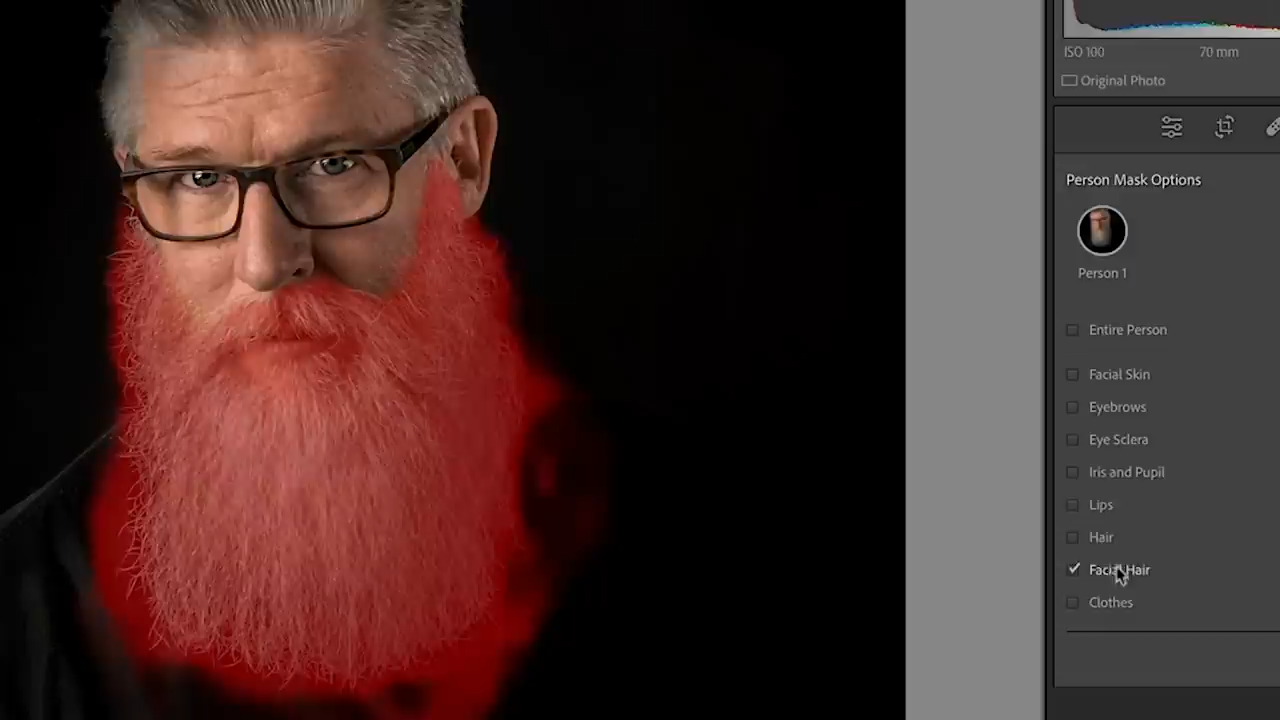 ISO 100 70 mm
Original Photo
Person Mask Options
Person 1
Entire Person
Facial Skin
Eyebrows
Eye Sclera
Iris and Pupil
Lips
Hair
Facial Hair
Clothes